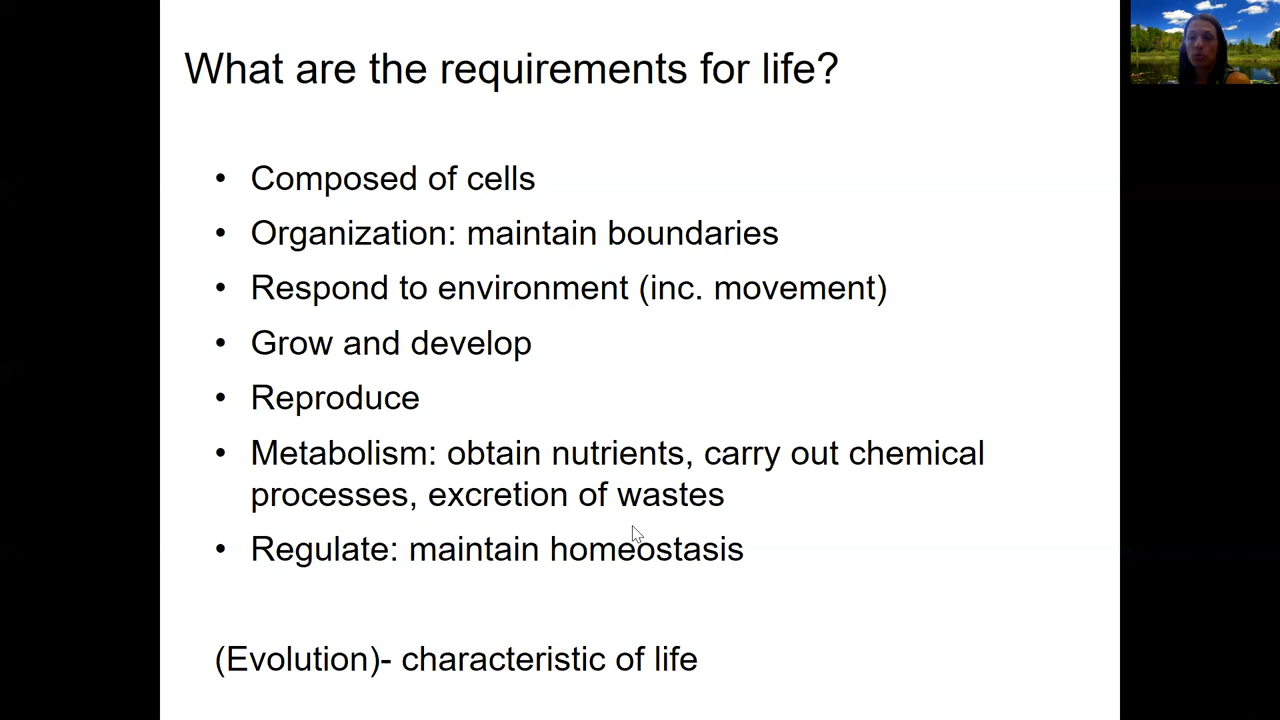 What are the requirements for life?
• Composed of cells
• Organization: maintain boundaries
• Respond to environment (inc. movement)
• Grow and develop
• Reproduce
• Metabolism: obtain nutrients, carry out chemical
processes, excretion of wastes
• Regulate: maintain homeostasis
(Evolution)- characteristic of life